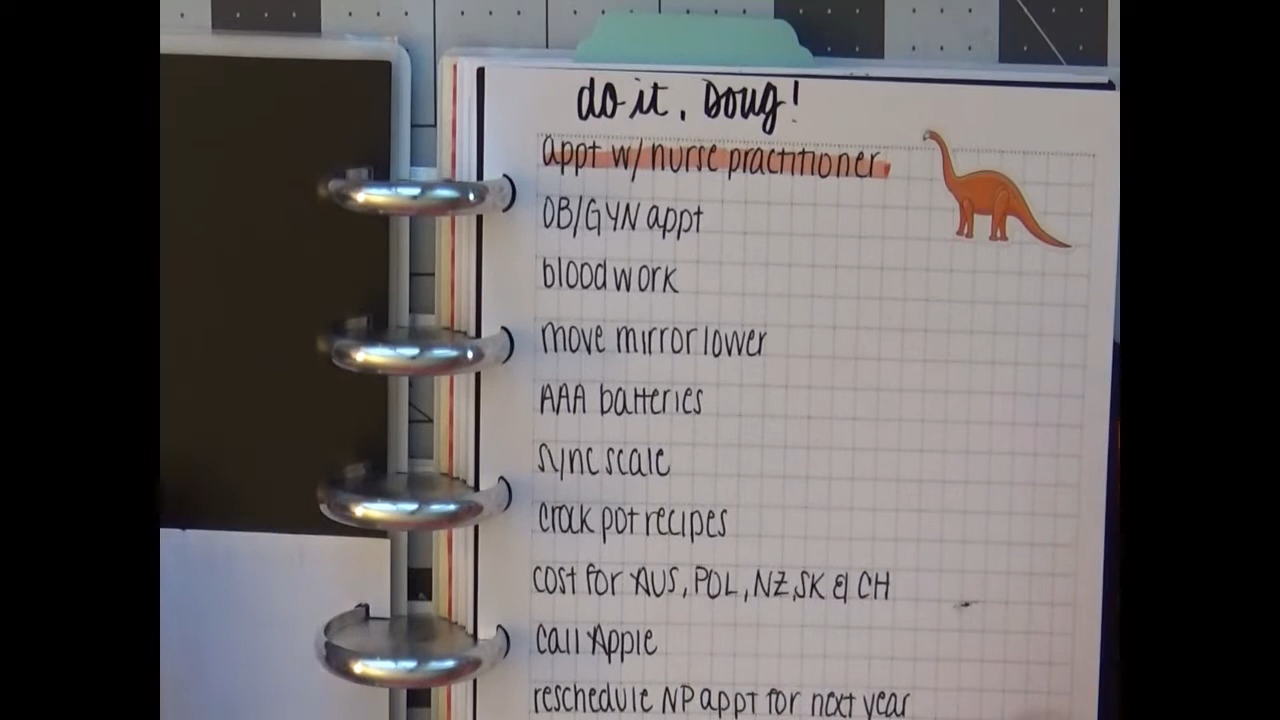 do it, Doug!
appt w/ nurse practitioner
OB/GYN appt
bloodwork
move mirror lower
AAA batteries
sync scale
crock pot recipes
cost for AUS, POL, NZ, SK & CH
call Apple
reschedule NP appt for next year